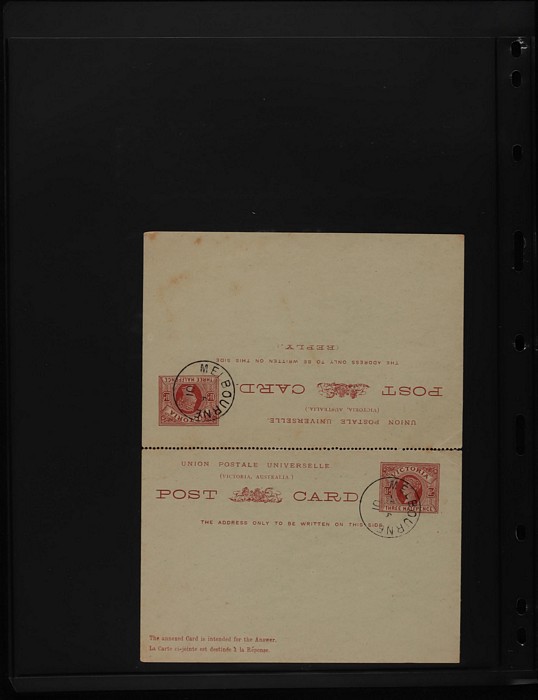 (REPLY.)
THE ADDRESS ONLY TO BE WRITTEN ON THIS SIDE
POST CARD
(VICTORIA, AUSTRALIA.)
UNION POSTALE UNIVERSELLE
VICTORIA
THREE HALFPENCE
MELBOURNE
UNION POSTALE UNIVERSELLE
(VICTORIA, AUSTRALIA.)
POST CARD
THE ADDRESS ONLY TO BE WRITTEN ON THIS SIDE
VICTORIA
THREE HALFPENCE
MELBOURNE
The annexed Card is intended for the Answer.
La Carte ci-jointe est destinée à la Réponse.